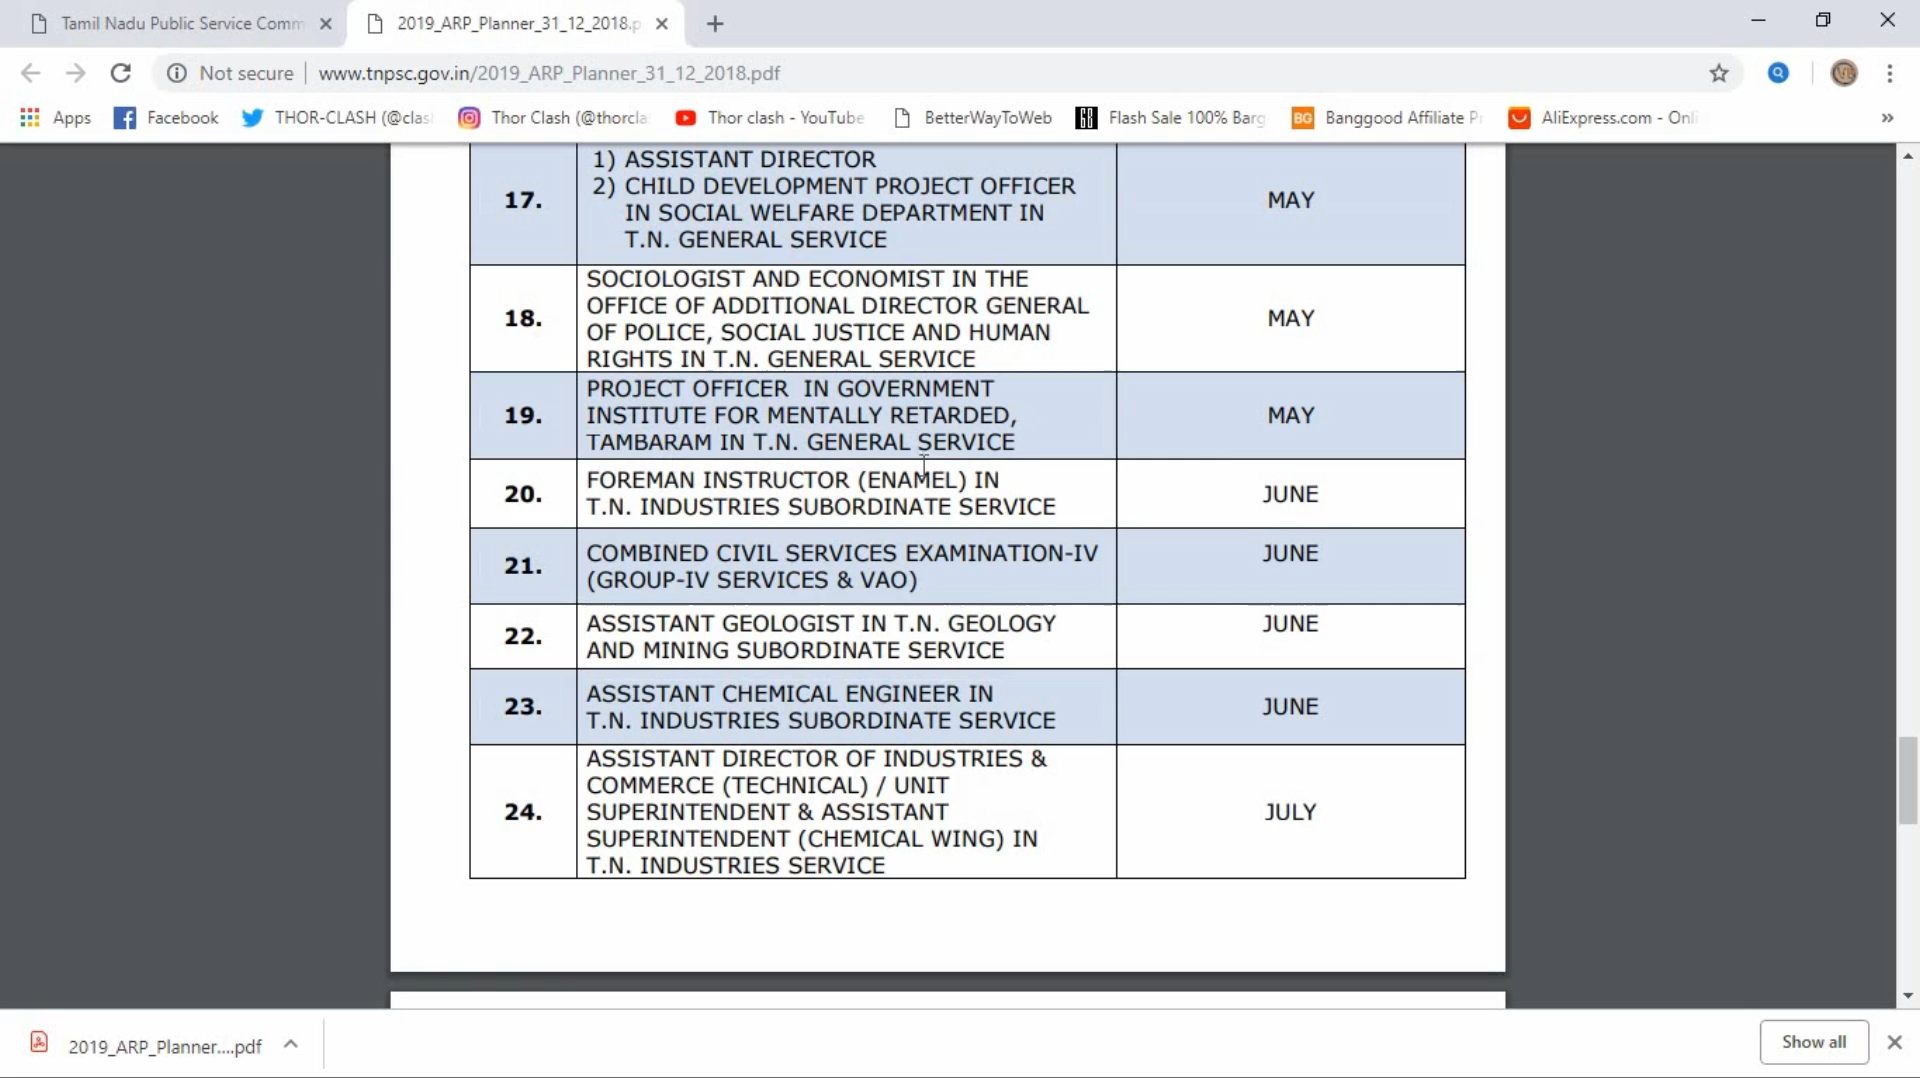 Tamil Nadu Public Service Comm
2019_ARP_Planner_31_12_2018.p
Not secure
www.tnpsc.gov.in/2019_ARP_Planner_31_12_2018.pdf
Apps
Facebook
THOR-CLASH (@clas
Thor Clash (@thorcla
Thor clash - YouTube
BetterWayToWeb
Flash Sale 100% Barg
BG
Banggood Affiliate P
AliExpress.com - Onli
»
1) ASSISTANT DIRECTOR
2) CHILD DEVELOPMENT PROJECT OFFICER
17.
MAY
IN SOCIAL WELFARE DEPARTMENT IN
T.N. GENERAL SERVICE
SOCIOLOGIST AND ECONOMIST IN THE
OFFICE OF ADDITIONAL DIRECTOR GENERAL
18.
MAY
OF POLICE, SOCIAL JUSTICE AND HUMAN
RIGHTS IN T.N. GENERAL SERVICE
PROJECT OFFICER IN GOVERNMENT
19.
INSTITUTE FOR MENTALLY RETARDED,
MAY
TAMBARAM IN T.N. GENERAL SERVICE
20.
FOREMAN INSTRUCTOR (ENAMEL) IN
JUNE
T.N. INDUSTRIES SUBORDINATE SERVICE
21.
COMBINED CIVIL SERVICES EXAMINATION-IV
JUNE
(GROUP-IV SERVICES & VAO)
22.
ASSISTANT GEOLOGIST IN T.N. GEOLOGY
JUNE
AND MINING SUBORDINATE SERVICE
23.
ASSISTANT CHEMICAL ENGINEER IN
JUNE
T.N. INDUSTRIES SUBORDINATE SERVICE
ASSISTANT DIRECTOR OF INDUSTRIES &
COMMERCE (TECHNICAL) / UNIT
24.
SUPERINTENDENT & ASSISTANT
JULY
SUPERINTENDENT (CHEMICAL WING) IN
T.N. INDUSTRIES SERVICE
2019_ARP_Planner....pdf
Show all